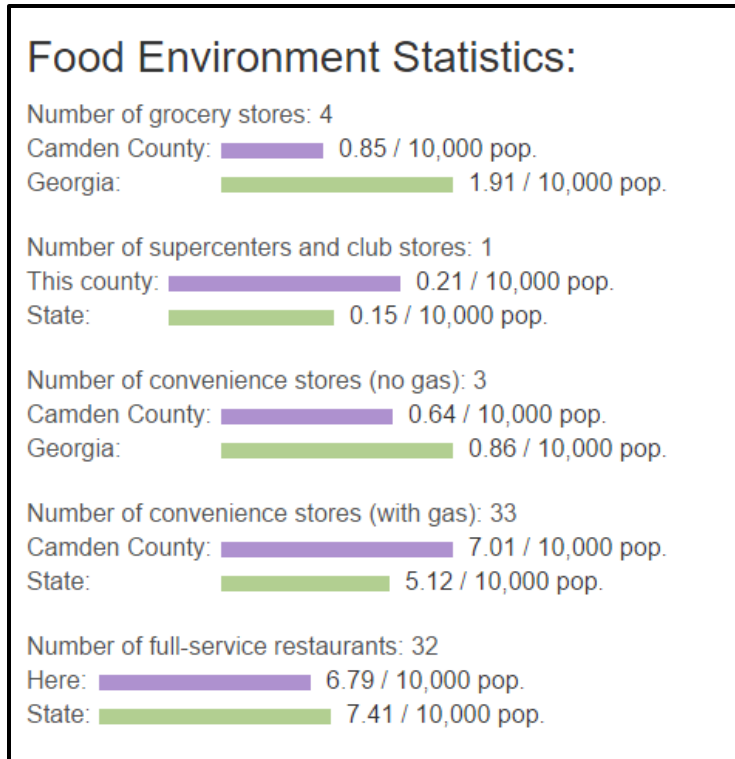 Food Environment Statistics:
Number of grocery stores: 4
Camden County: 0.85 / 10,000 pop.
Georgia: 1.91 / 10,000 pop.
Number of supercenters and club stores: 1
This county: 0.21 / 10,000 pop.
State: 0.15 / 10,000 pop.
Number of convenience stores (no gas): 3
Camden County: 0.64 / 10,000 pop.
Georgia: 0.86 / 10,000 pop.
Number of convenience stores (with gas): 33
Camden County: 7.01 / 10,000 pop.
State: 5.12 / 10,000 pop.
Number of full-service restaurants: 32
Here: 6.79 / 10,000 pop.
State: 7.41 / 10,000 pop.